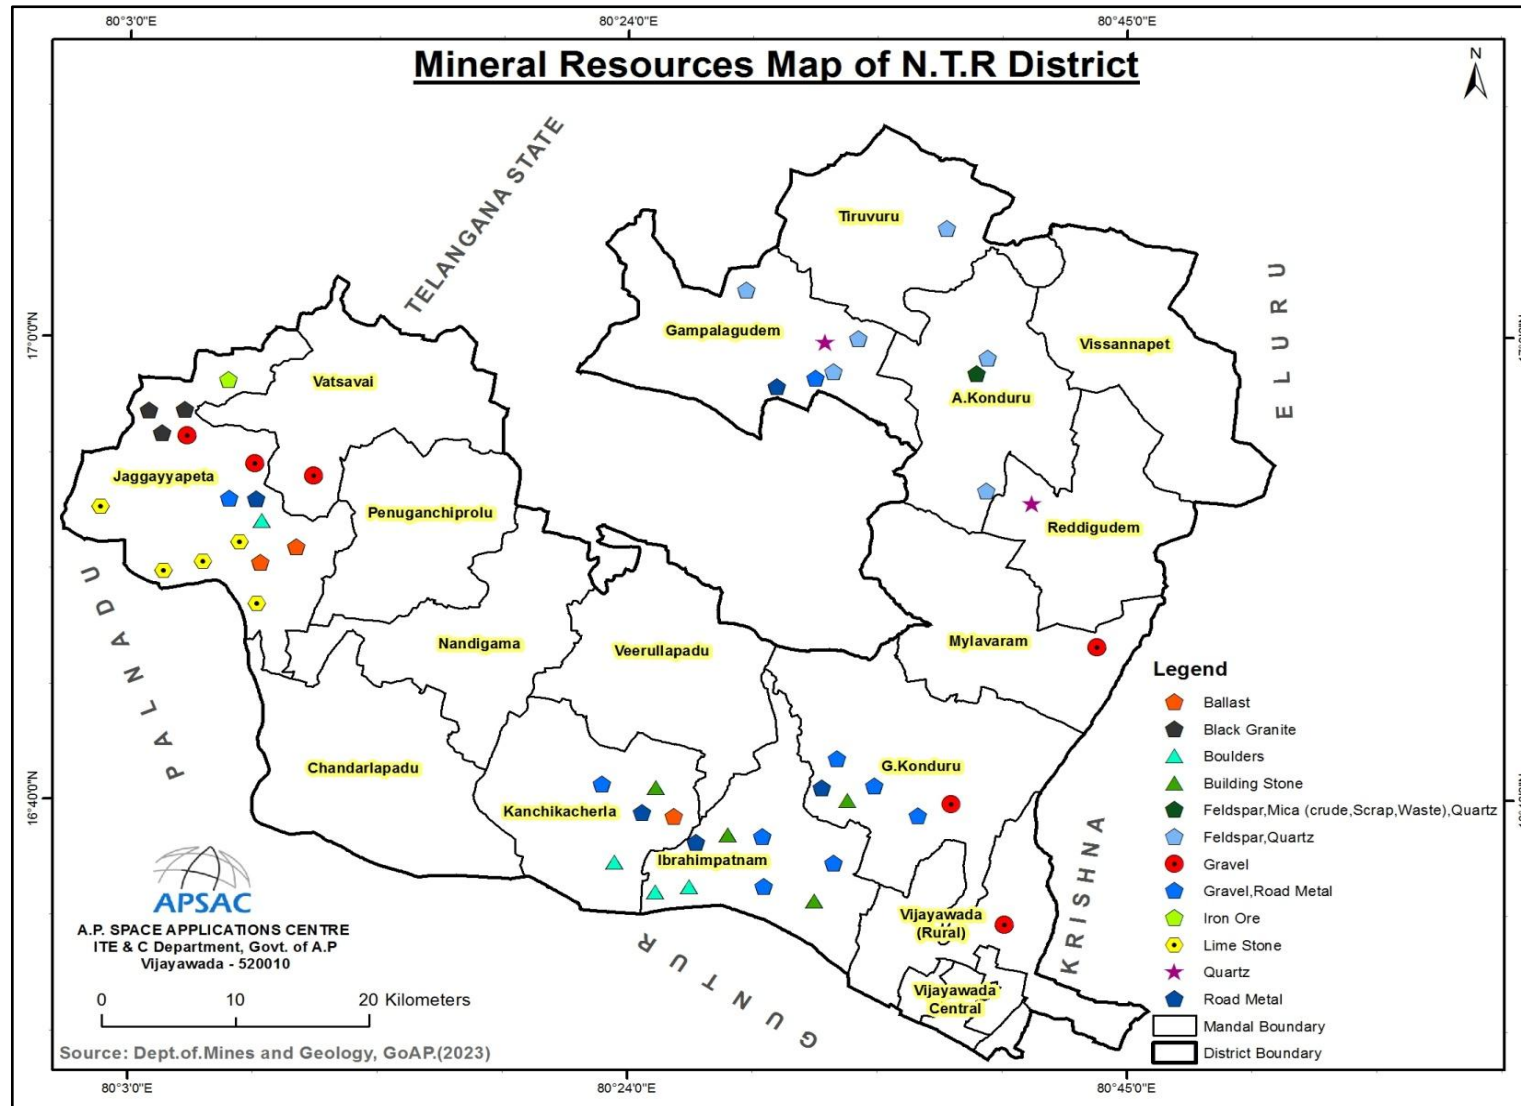 80°3'0"E
80°24'0"E
80°45'0"E
Mineral Resources Map of N.T.R District
N
TELANGANA STATE
Tiruvuru
ELURU
Gampalagudem
17°0'0"N
Vissannapet
Vatsavai
A.Konduru
Jaggayyapeta
Penuganchiprolu
Reddigudem
PALNADU
Nandigama
Veerullapadu
Mylavaram
Chandarlapadu
G.Konduru
16°40'0"N
Kanchikacherla
Ibrahimpatnam
KRISHNA
Vijayawada
(Rural)
GUNTUR
Vijayawada
Central
Legend
Ballast
Black Granite
Boulders
Building Stone
Feldspar,Mica (crude,Scrap,Waste),Quartz
Feldspar,Quartz
Gravel
Gravel,Road Metal
Iron Ore
Lime Stone
Quartz
Road Metal
Mandal Boundary
District Boundary
APSAC
A.P. SPACE APPLICATIONS CENTRE
ITE & C Department, Govt. of A.P
Vijayawada - 520010
0 10 20 Kilometers
Source: Dept.of.Mines and Geology, GoAP.(2023)
80°3'0"E
80°24'0"E
80°45'0"E